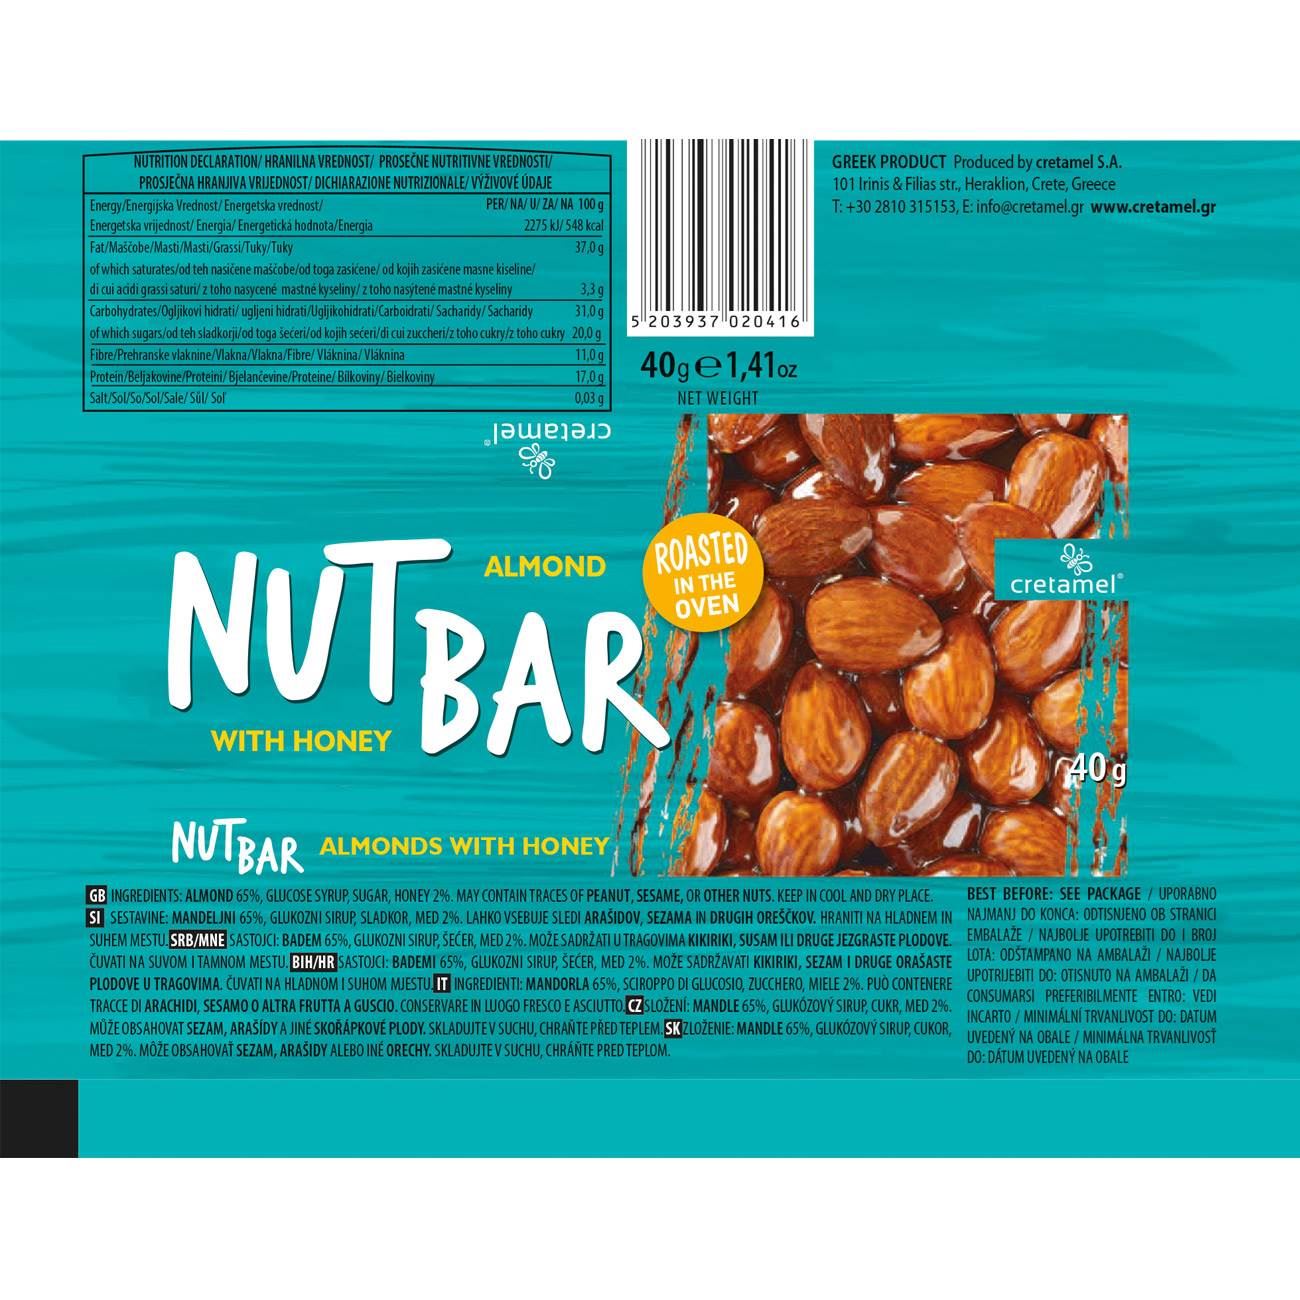 NUTRITION DECLARATION/ HRANILNA VREDNOST/ PROSEČNE NUTRITIVNE VREDNOSTI/
PROSJEČNA HRANJIVA VRIJEDNOST/ DICHIARAZIONE NUTRIZIONALE/ VÝŽIVOVÉ ÚDAJE
Energy/Energijska Vrednost/ Energetska vrednost/ PER/ NA/ U/ ZA/ NA 100 g
Energetska vrijednost/ Energia/ Energetická hodnota/Energia 2275 kJ/ 548 kcal
Fat/Maščobe/Masti/Masti/Grassi/Tuky/Tuky 37,0 g
of which saturates/od teh nasičene maščobe/od toga zasićene/ od kojih zasićene masne kiseline/
di cui acidi grassi saturi/ z toho nasycené mastné kyseliny/ z toho nasýtené mastné kyseliny 3,3 g
Carbohydrates/Ogljikovi hidrati/ ugljeni hidrati/Ugljikohidrati/Carboidrati/ Sacharidy/ Sacharidy 31,0 g
of which sugars/od teh sladkorji/od toga šećeri/od kojih sećeri/di cui zuccheri/z toho cukry/z toho cukry 20,0 g
Fibre/Prehranske vlaknine/Vlakna/Vlakna/Fibre/ Vláknina/ Vláknina 11,0 g
Protein/Beljakovine/Proteini/ Bjelančevine/Proteine/ Bílkoviny/ Bielkoviny 17,0 g
Salt/Sol/So/Sol/Sale/ Sůl/ Soľ 0,03 g
cretamel®
5 203937 020416
40g℮1,41oz
NET WEIGHT
GREEK PRODUCT Produced by cretamel S.A.
101 Irinis & Filias str., Heraklion, Crete, Greece
T: +30 2810 315153, E: info@cretamel.gr www.cretamel.gr
ALMOND
NUT BAR
WITH HONEY
ROASTED
IN THE
OVEN
cretamel®
40 g
NUT BAR ALMONDS WITH HONEY
GB INGREDIENTS: ALMOND 65%, GLUCOSE SYRUP, SUGAR, HONEY 2%. MAY CONTAIN TRACES OF PEANUT, SESAME, OR OTHER NUTS. KEEP IN COOL AND DRY PLACE.
SI SESTAVINE: MANDELJNI 65%, GLUKOZNI SIRUP, SLADKOR, MED 2%. LAHKO VSEBUJE SLEDI ARAŠIDOV, SEZAMA IN DRUGIH OREŠČKOV. HRANITI NA HLADNEM IN
SUHEM MESTU. SRB/MNE SASTOJCI: BADEM 65%, GLUKOZNI SIRUP, ŠEĆER, MED 2%. MOŽE SADRŽATI U TRAGOVIMA KIKIRIKI, SUSAM ILI DRUGE JEZGRASTE PLODOVE.
ČUVATI NA SUVOM I TAMNOM MESTU. BIH/HR SASTOJCI: BADEMI 65%, GLUKOZNI SIRUP, ŠEĆER, MED 2%. MOŽE SADRŽAVATI KIKIRIKI, SEZAM I DRUGE ORAŠASTE
PLODOVE U TRAGOVIMA. ČUVATI NA HLADNOM I SUHOM MJESTU. IT INGREDIENTI: MANDORLA 65%, SCIROPPO DI GLUCOSIO, ZUCCHERO, MIELE 2%. PUÒ CONTENERE
TRACCE DI ARACHIDI, SESAMO O ALTRA FRUTTA A GUSCIO. CONSERVARE IN LUOGO FRESCO E ASCIUTTO. CZ SLOŽENÍ: MANDLE 65%, GLUKÓZOVÝ SIRUP, CUKR, MED 2%.
MŮŽE OBSAHOVAT SEZAM, ARAŠÍDY A JINÉ SKOŘÁPKOVÉ PLODY. SKLADUJTE V SUCHU, CHRAŇTE PŘED TEPLEM. SK ZLOŽENIE: MANDLE 65%, GLUKÓZOVÝ SIRUP, CUKOR,
MED 2%. MÔŽE OBSAHOVAŤ SEZAM, ARAŠIDY ALEBO INÉ ORECHY. SKLADUJTE V SUCHU, CHRÁŇTE PRED TEPLOM.
BEST BEFORE: SEE PACKAGE / UPORABNO
NAJMANJ DO KONCA: ODTISNJENO OB STRANICI
EMBALAŽE / NAJBOLJE UPOTREBITI DO I BROJ
LOTA: ODŠTAMPANO NA AMBALAŽI / NAJBOLJE
UPOTRIJEBITI DO: OTISNUTO NA AMBALAŽI / DA
CONSUMARSI PREFERIBILMENTE ENTRO: VEDI
INCARTO / MINIMÁLNÍ TRVANLIVOST DO: DATUM
UVEDENÝ NA OBALE / MINIMÁLNA TRVANLIVOSŤ
DO: DÁTUM UVEDENÝ NA OBALE